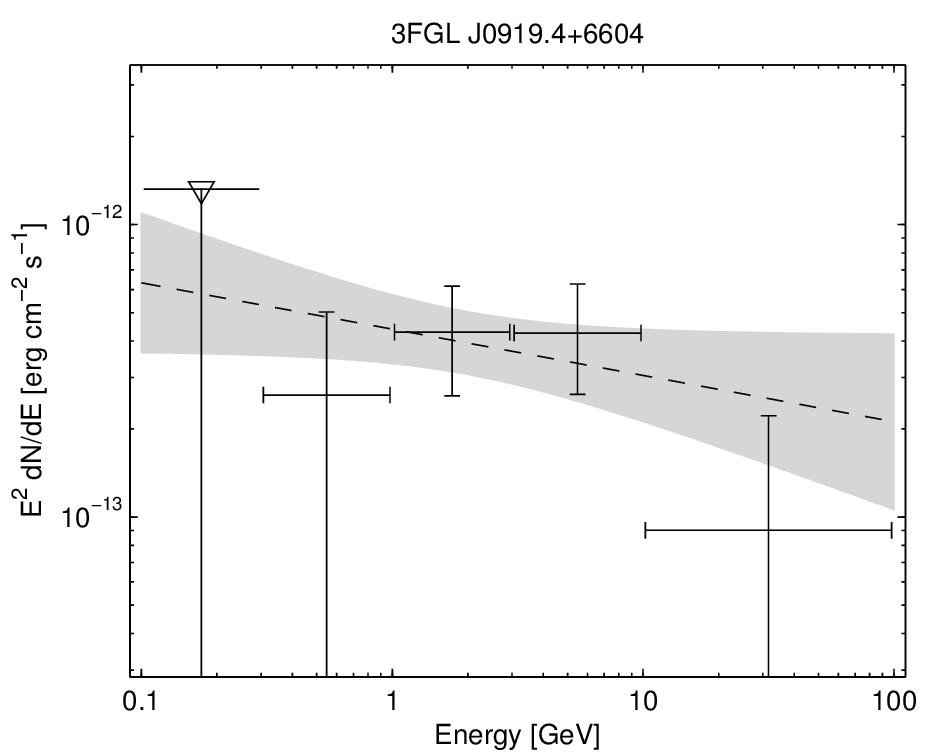 3FGL J0919.4+6604
E² dN/dE [erg cm⁻² s⁻¹]
10⁻¹²
10⁻¹³
0.1 1 10 100
Energy [GeV]